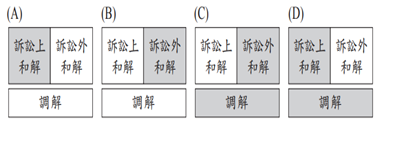 (A) (B) (C) (D)
訴訟上 訴訟外 訴訟上 訴訟外 訴訟上 訴訟外 訴訟上 訴訟外
和解 和解 和解 和解 和解 和解 和解 和解
調解 調解 調解 調解